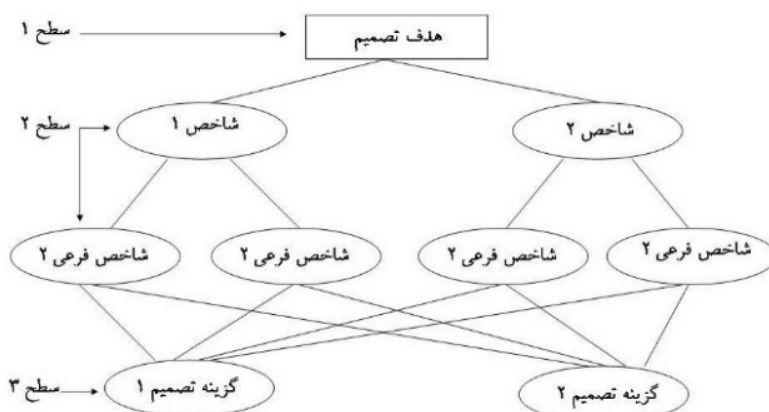 سطح ۱
هدف تصمیم
سطح ۲
شاخص ۱
شاخص ۲
شاخص فرعی ۲
شاخص فرعی ۲
شاخص فرعی ۲
شاخص فرعی ۲
سطح ۳
گزینه تصمیم ۱
گزینه تصمیم ۲